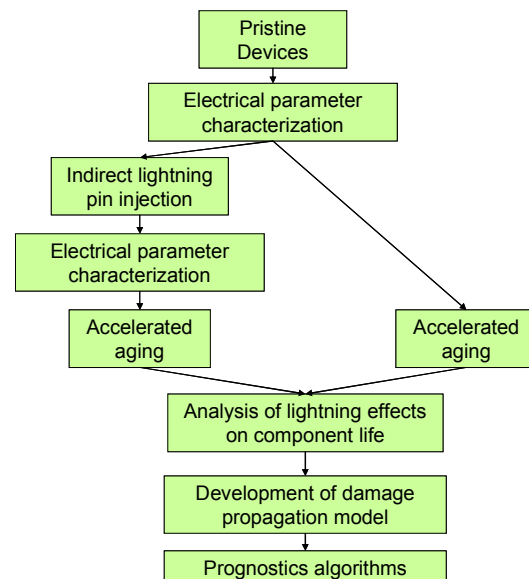 Pristine
Devices
Electrical parameter
characterization
Indirect lightning
pin injection
Electrical parameter
characterization
Accelerated
aging
Accelerated
aging
Analysis of lightning effects
on component life
Development of damage
propagation model
Prognostics algorithms